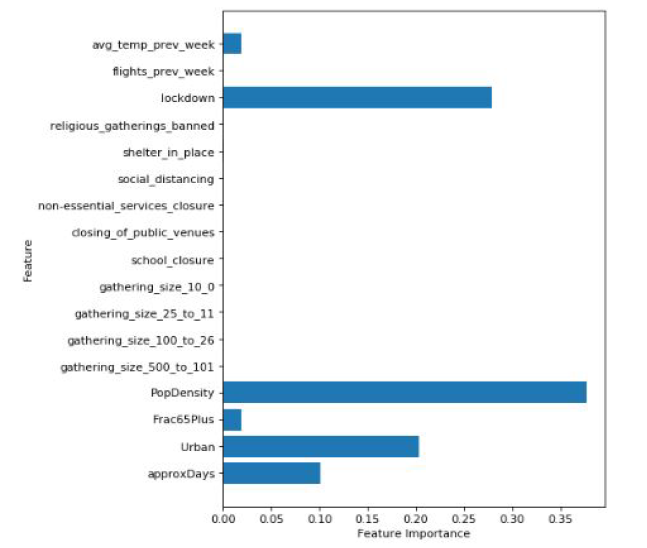 avg_temp_prev_week
flights_prev_week
lockdown
religious_gatherings_banned
shelter_in_place
social_distancing
non-essential_services_closure
closing_of_public_venues
school_closure
gathering_size_10_0
gathering_size_25_to_11
gathering_size_100_to_26
gathering_size_500_to_101
PopDensity
Frac65Plus
Urban
approxDays
Feature
0.00 0.05 0.10 0.15 0.20 0.25 0.30 0.35
Feature Importance